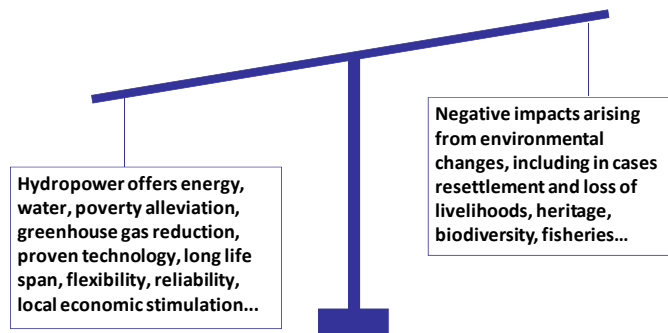 Hydropower offers energy,
water, poverty alleviation,
greenhouse gas reduction,
proven technology, long life
span, flexibility, reliability,
local economic stimulation...
Negative impacts arising
from environmental
changes, including in cases
resettlement and loss of
livelihoods, heritage,
biodiversity, fisheries...